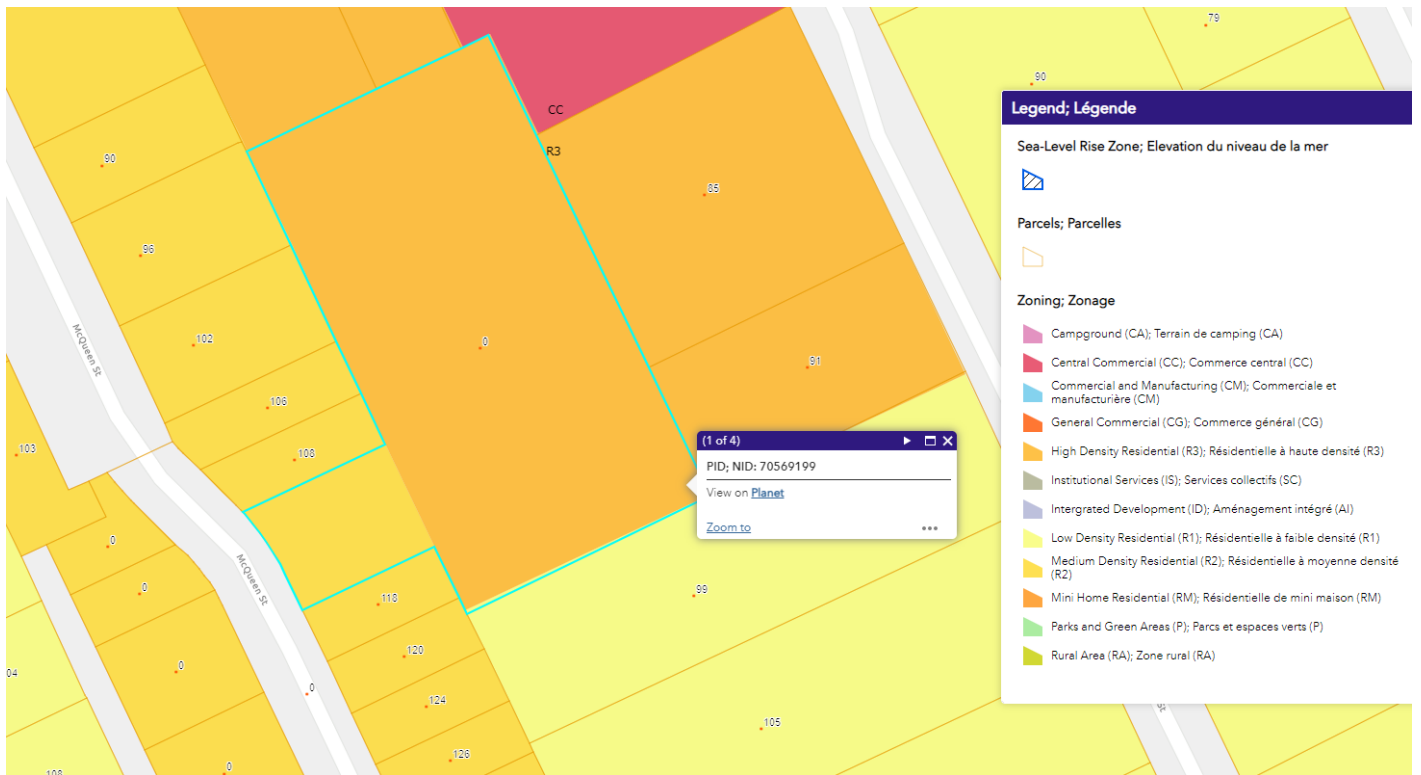 79
90
CC
R3
90
85
96
102
0
91
106
103
108
McQueen St
(1 of 4)
PID; NID: 70569199
View on Planet
Zoom to
0
0
McQueen St
118
99
120
0
04
0
124
105
126
0
108
St
Legend; Légende
Sea-Level Rise Zone; Elevation du niveau de la mer
Parcels; Parcelles
Zoning; Zonage
Campground (CA); Terrain de camping (CA)
Central Commercial (CC); Commerce central (CC)
Commercial and Manufacturing (CM); Commerciale et
manufacturière (CM)
General Commercial (CG); Commerce général (CG)
High Density Residential (R3); Résidentielle à haute densité (R3)
Institutional Services (IS); Services collectifs (SC)
Intergrated Development (ID); Aménagement intégré (AI)
Low Density Residential (R1); Résidentielle à faible densité (R1)
Medium Density Residential (R2); Résidentielle à moyenne densité
(R2)
Mini Home Residential (RM); Résidentielle de mini maison (RM)
Parks and Green Areas (P); Parcs et espaces verts (P)
Rural Area (RA); Zone rural (RA)